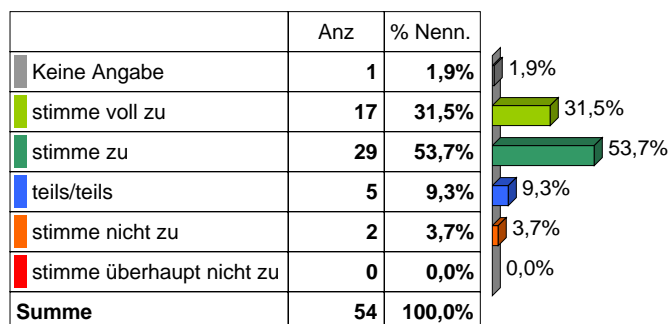 Anz % Nenn.
Keine Angabe 1 1,9% 1,9%
stimme voll zu 17 31,5% 31,5%
stimme zu 29 53,7% 53,7%
teils/teils 5 9,3% 9,3%
stimme nicht zu 2 3,7% 3,7%
stimme überhaupt nicht zu 0 0,0% 0,0%
Summe 54 100,0%